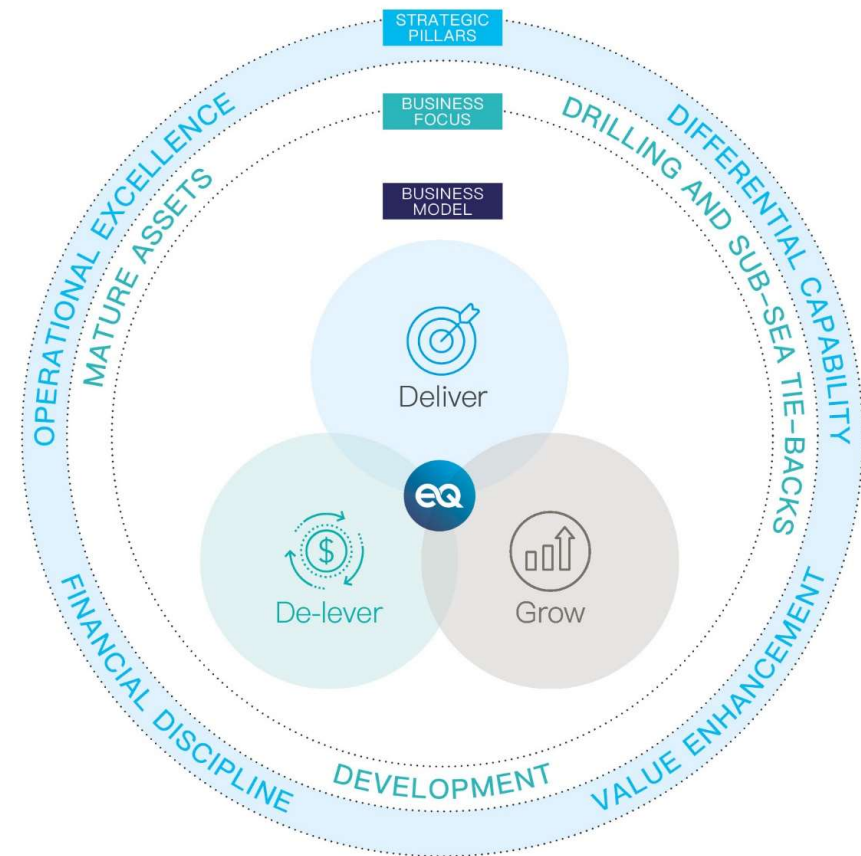 STRATEGIC
PILLARS
BUSINESS
FOCUS
BUSINESS
MODEL
OPERATIONAL EXCELLENCE
DIFFERENTIAL CAPABILITY
MATURE ASSETS
DRILLING AND SUB-SEA TIE-BACKS
Deliver
eQ
$
De-lever
Grow
FINANCIAL DISCIPLINE
VALUE ENHANCEMENT
DEVELOPMENT